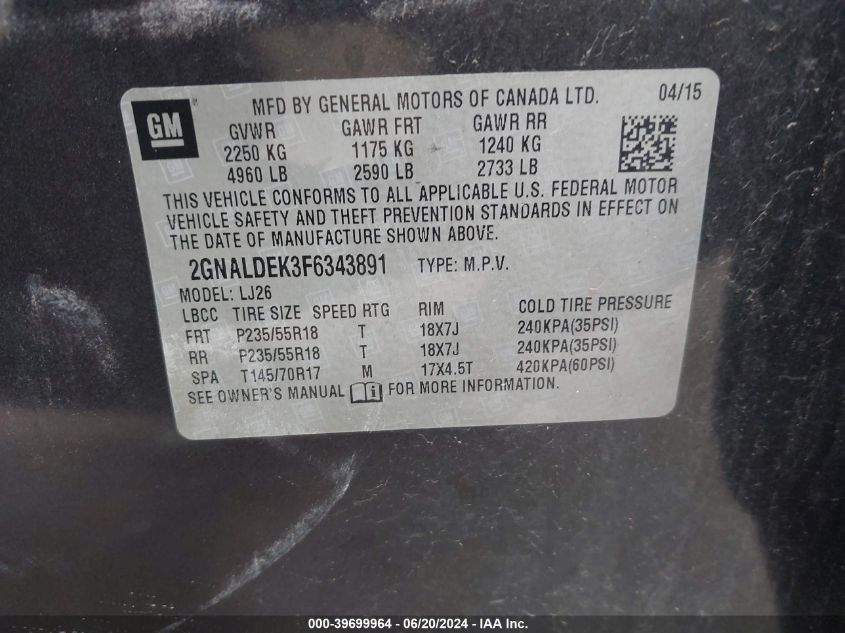 GM
MFD BY GENERAL MOTORS OF CANADA LTD. 04/15
GVWR GAWR FRT GAWR RR
2250 KG 1175 KG 1240 KG
4960 LB 2590 LB 2733 LB
THIS VEHICLE CONFORMS TO ALL APPLICABLE U.S. FEDERAL MOTOR
VEHICLE SAFETY AND THEFT PREVENTION STANDARDS IN EFFECT ON
THE DATE OF MANUFACTURE SHOWN ABOVE.
2GNALDEK3F6343891 TYPE: M.P.V.
MODEL: LJ26
LBCC TIRE SIZE SPEED RTG RIM COLD TIRE PRESSURE
FRT P235/55R18 T 18X7J 240KPA(35PSI)
RR P235/55R18 T 18X7J 240KPA(35PSI)
SPA T145/70R17 M 17X4.5T 420KPA(60PSI)
SEE OWNER'S MANUAL FOR MORE INFORMATION.
000-39699964 - 06/20/2024 - IAAI.com